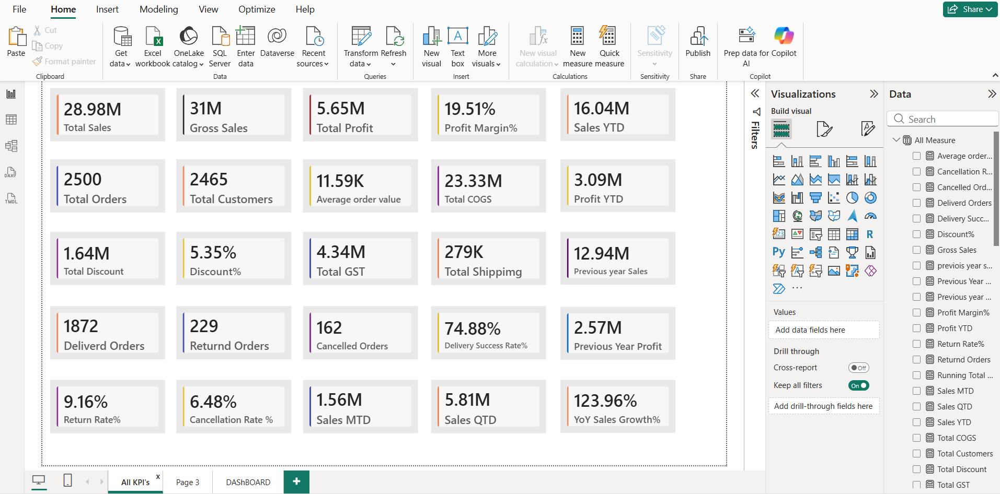 File Home Insert Modeling View Optimize Help
Share
Paste
Cut
Copy
Format painter
Clipboard
Get data
Excel workbook
OneLake catalog
SQL Server
Enter data
Dataverse
Recent sources
Data
Transform data
Refresh
Queries
New visual
Text box
More visuals
Insert
New visual calculation
New measure
Quick measure
Calculations
Sensitivity
Sensitivity
Publish
Share
Prep data for AI
Copilot
Copilot
28.98M
Total Sales
31M
Gross Sales
5.65M
Total Profit
19.51%
Profit Margin%
16.04M
Sales YTD
2500
Total Orders
2465
Total Customers
11.59K
Average order value
23.33M
Total COGS
3.09M
Profit YTD
1.64M
Total Discount
5.35%
Discount%
4.34M
Total GST
279K
Total Shippimg
12.94M
Previous year Sales
1872
Deliverd Orders
229
Returnd Orders
162
Cancelled Orders
74.88%
Delivery Success Rate%
2.57M
Previous Year Profit
9.16%
Return Rate%
6.48%
Cancellation Rate %
1.56M
Sales MTD
5.81M
Sales QTD
123.96%
YoY Sales Growth%
DAX
TMDL
Filters
Visualizations
Build visual
123
R
Py
Values
Add data fields here
Drill through
Cross-report
Off
Keep all filters
On
Add drill-through fields here
Data
Search
All Measure
Average order...
Cancellation R...
Cancelled Ord...
Deliverd Orders
Delivery Succ...
Discount%
Gross Sales
previois year s...
Previous Year ...
Previous year ...
Profit Margin%
Profit YTD
Return Rate%
Returnd Orders
Running Total ...
Sales MTD
Sales QTD
Sales YTD
Total COGS
Total Customers
Total Discount
Total GST
All KPI's x
Page 3
DAShBOARD
+